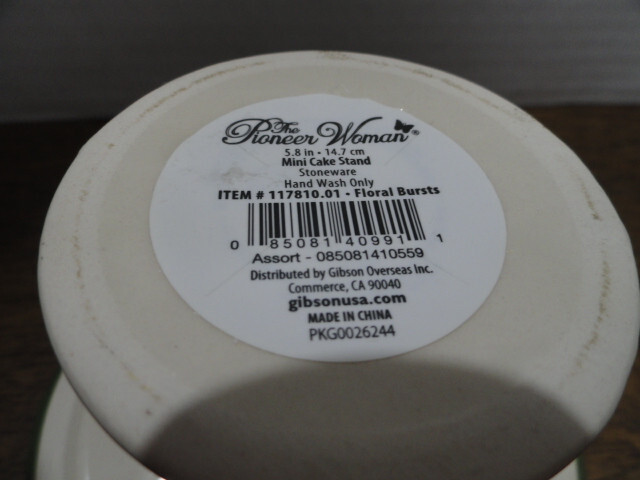 The
Pioneer Woman®
5.8 in • 14.7 cm
Mini Cake Stand
Stoneware
Hand Wash Only
ITEM # 117810.01 • Floral Bursts
0 85081 40991 1
Assort - 085081410559
Distributed by Gibson Overseas Inc.
Commerce, CA 90040
gibsonusa.com
MADE IN CHINA
PKG0026244